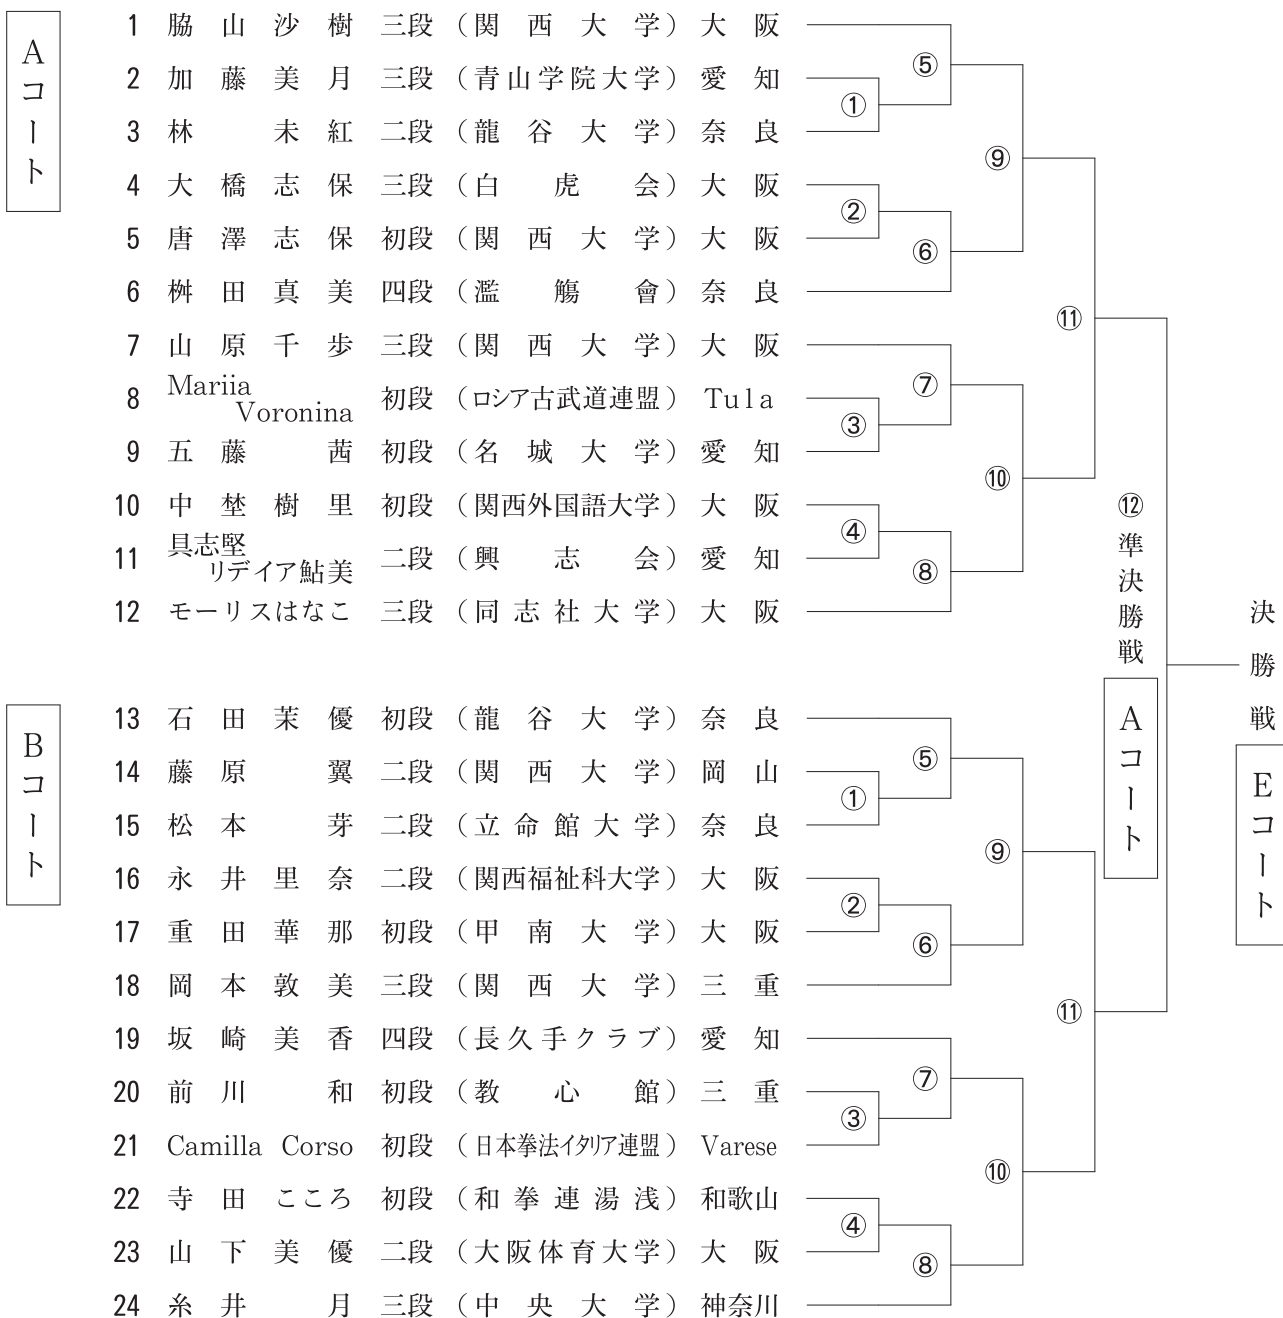 Aコート
1 脇山沙樹 三段 (関西大学) 大阪
2 加藤美月 三段 (青山学院大学) 愛知
3 林未紅 二段 (龍谷大学) 奈良
4 大橋志保 三段 (白虎会) 大阪
5 唐澤志保 初段 (関西大学) 大阪
6 桝田真美 四段 (濫觴會) 奈良
7 山原千歩 三段 (関西大学) 大阪
8 Mariia Voronina 初段 (ロシア古武道連盟) Tula
9 五藤茜 初段 (名城大学) 愛知
10 中埜樹里 初段 (関西外国語大学) 大阪
11 具志堅リデイア鮎美 二段 (興志会) 愛知
12 モーリスはなこ 三段 (同志社大学) 大阪
⑤
①
⑨
②
⑥
⑪
⑦
③
⑩
④
⑧
Bコート
13 石田茉優 初段 (龍谷大学) 奈良
14 藤原翼 二段 (関西大学) 岡山
15 松本芽 二段 (立命館大学) 奈良
16 永井里奈 二段 (関西福祉科大学) 大阪
17 重田華那 初段 (甲南大学) 大阪
18 岡本敦美 三段 (関西大学) 三重
19 坂崎美香 四段 (長久手クラブ) 愛知
20 前川和 初段 (教心館) 三重
21 Camilla Corso 初段 (日本拳法イタリア連盟) Varese
22 寺田こころ 初段 (和拳連湯浅) 和歌山
23 山下美優 二段 (大阪体育大学) 大阪
24 糸井月 三段 (中央大学) 神奈川
⑤
①
⑨
②
⑥
⑪
⑦
③
⑩
④
⑧
⑫準決勝戦
Aコート
決勝戦
Eコート